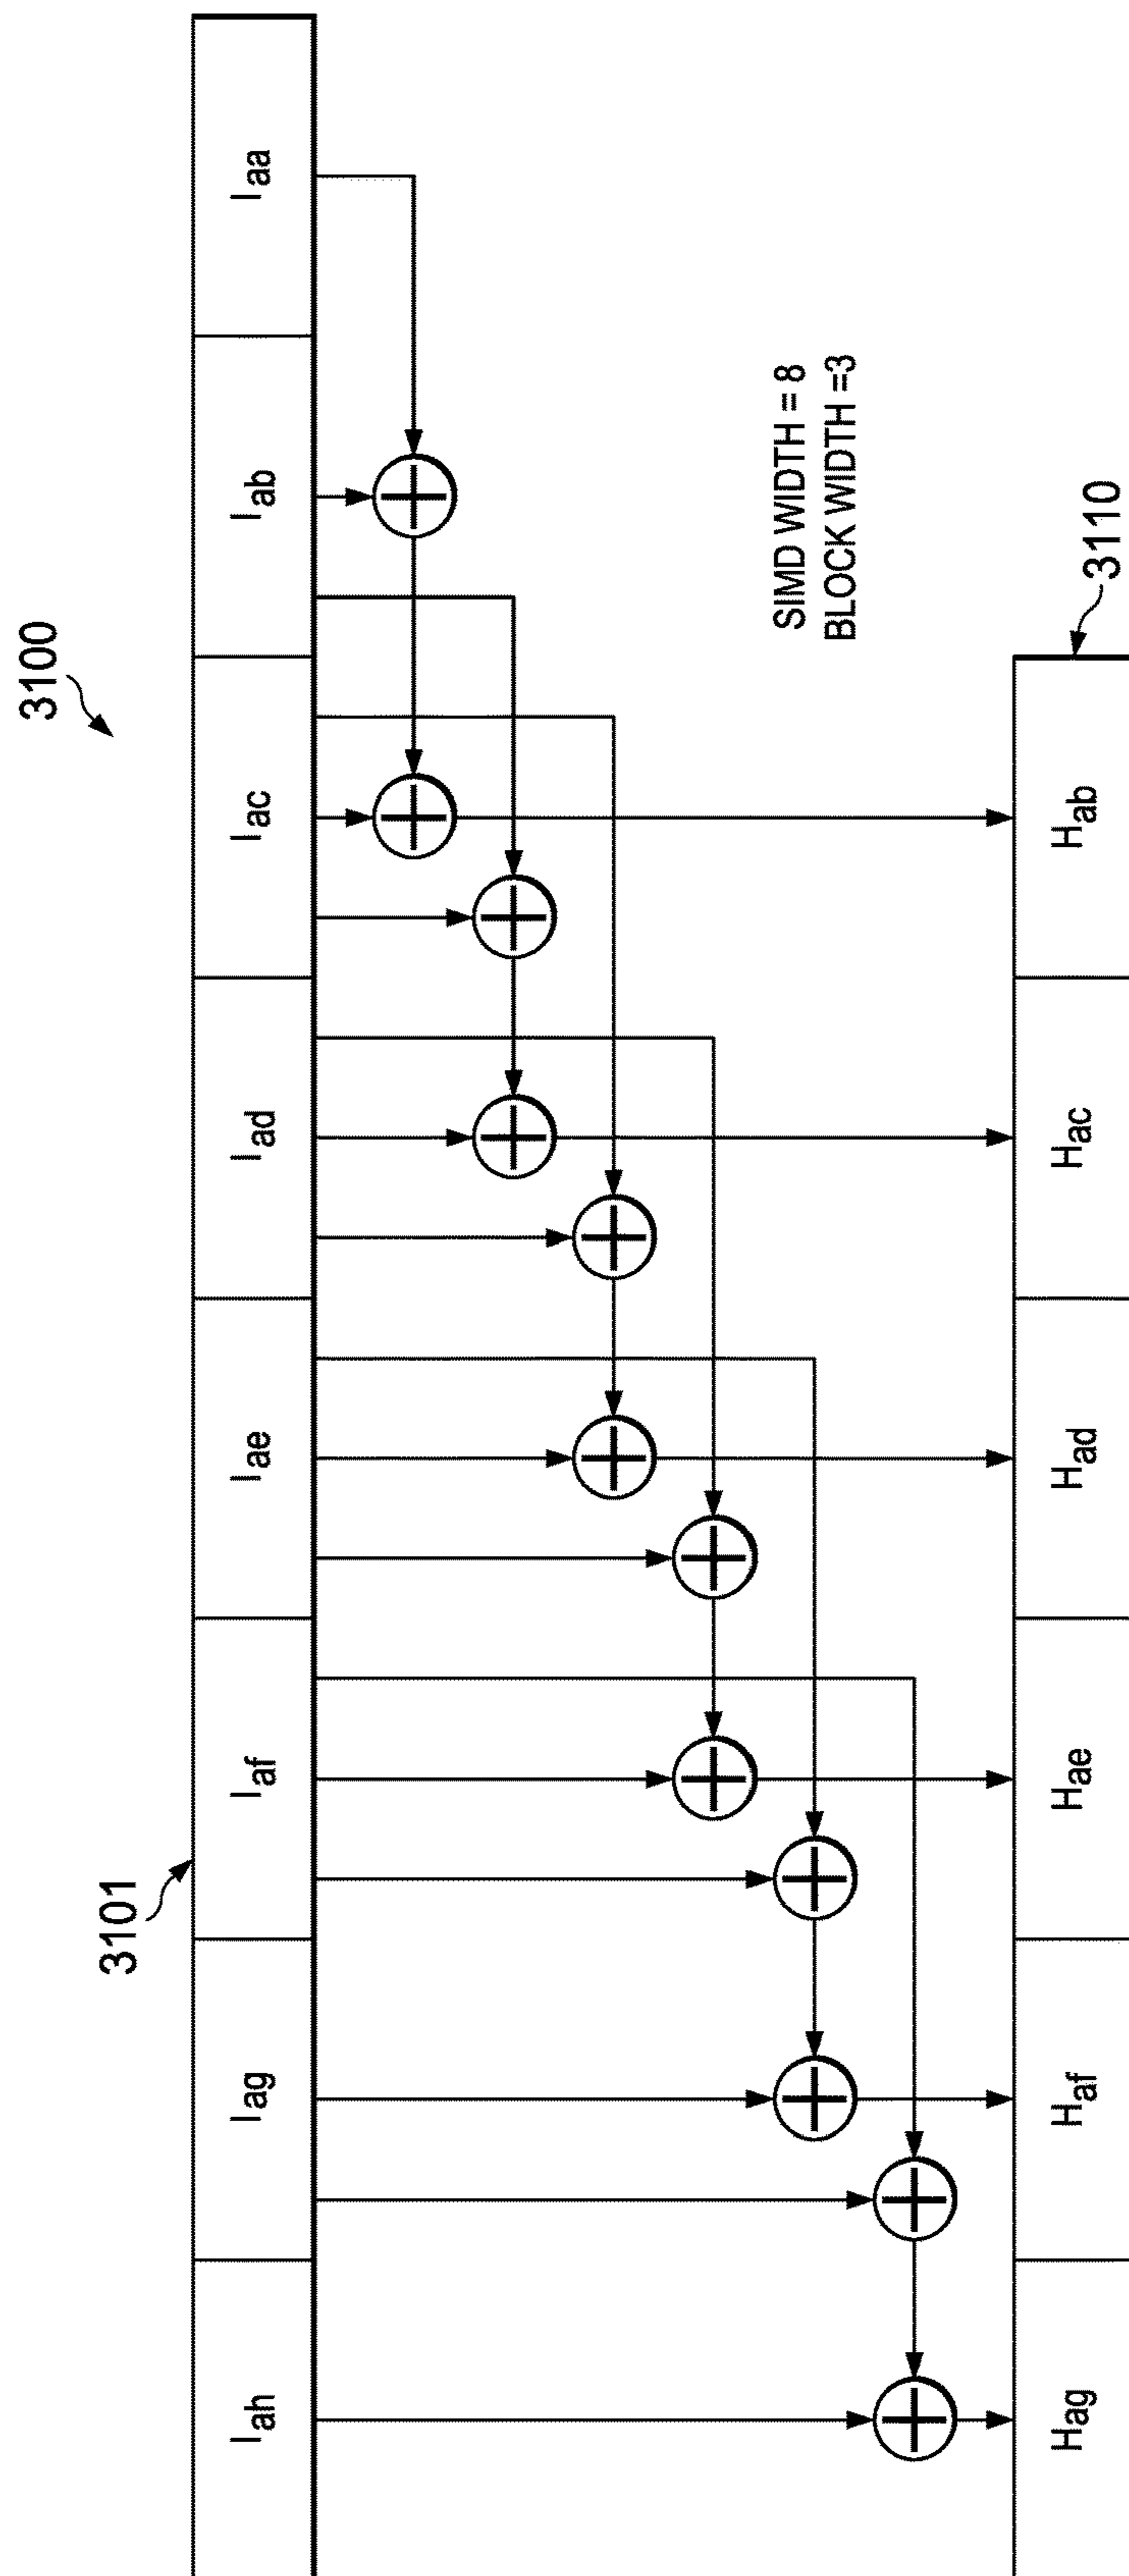 3100
3101
I_ah I_ag I_af I_ae I_ad I_ac I_ab I_aa
SIMD WIDTH = 8
BLOCK WIDTH =3
3110
H_ag H_af H_ae H_ad H_ac H_ab